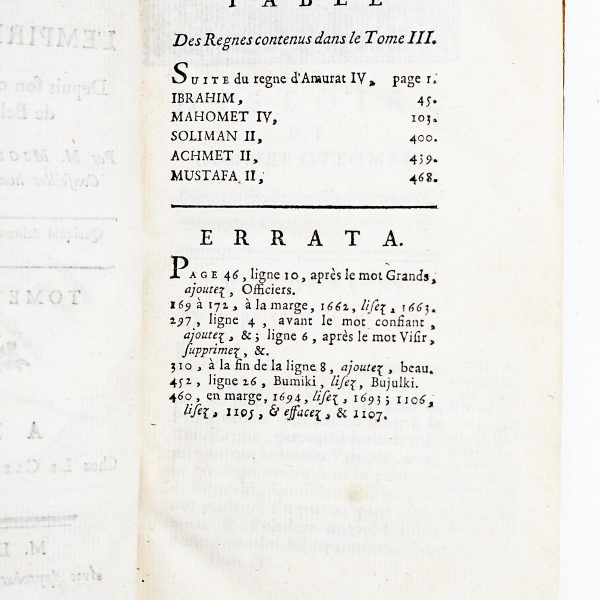 TABLE
Des Regnes contenus dans le Tome III.
SUITE du regne d'Amurat IV, page 1.
IBRAHIM, 45.
MAHOMET IV, 103.
SOLIMAN II, 400.
ACHMET II, 439.
MUSTAFA II, 468.
ERRATA.
PAGE 46, ligne 10, après le mot Grands,
ajoutez, Officiers.
169 à 172, à la marge, 1662, lisez, 1663.
297, ligne 4, avant le mot confiant,
ajoutez, &; ligne 6, après le mot Visir,
supprimez, &.
310, à la fin de la ligne 8, ajoutez, beau.
452, ligne 26, Bumiki, lisez, Bujulki.
460, en marge, 1694, lisez, 1693; 1106,
lisez, 1105, & effacez, & 1107.